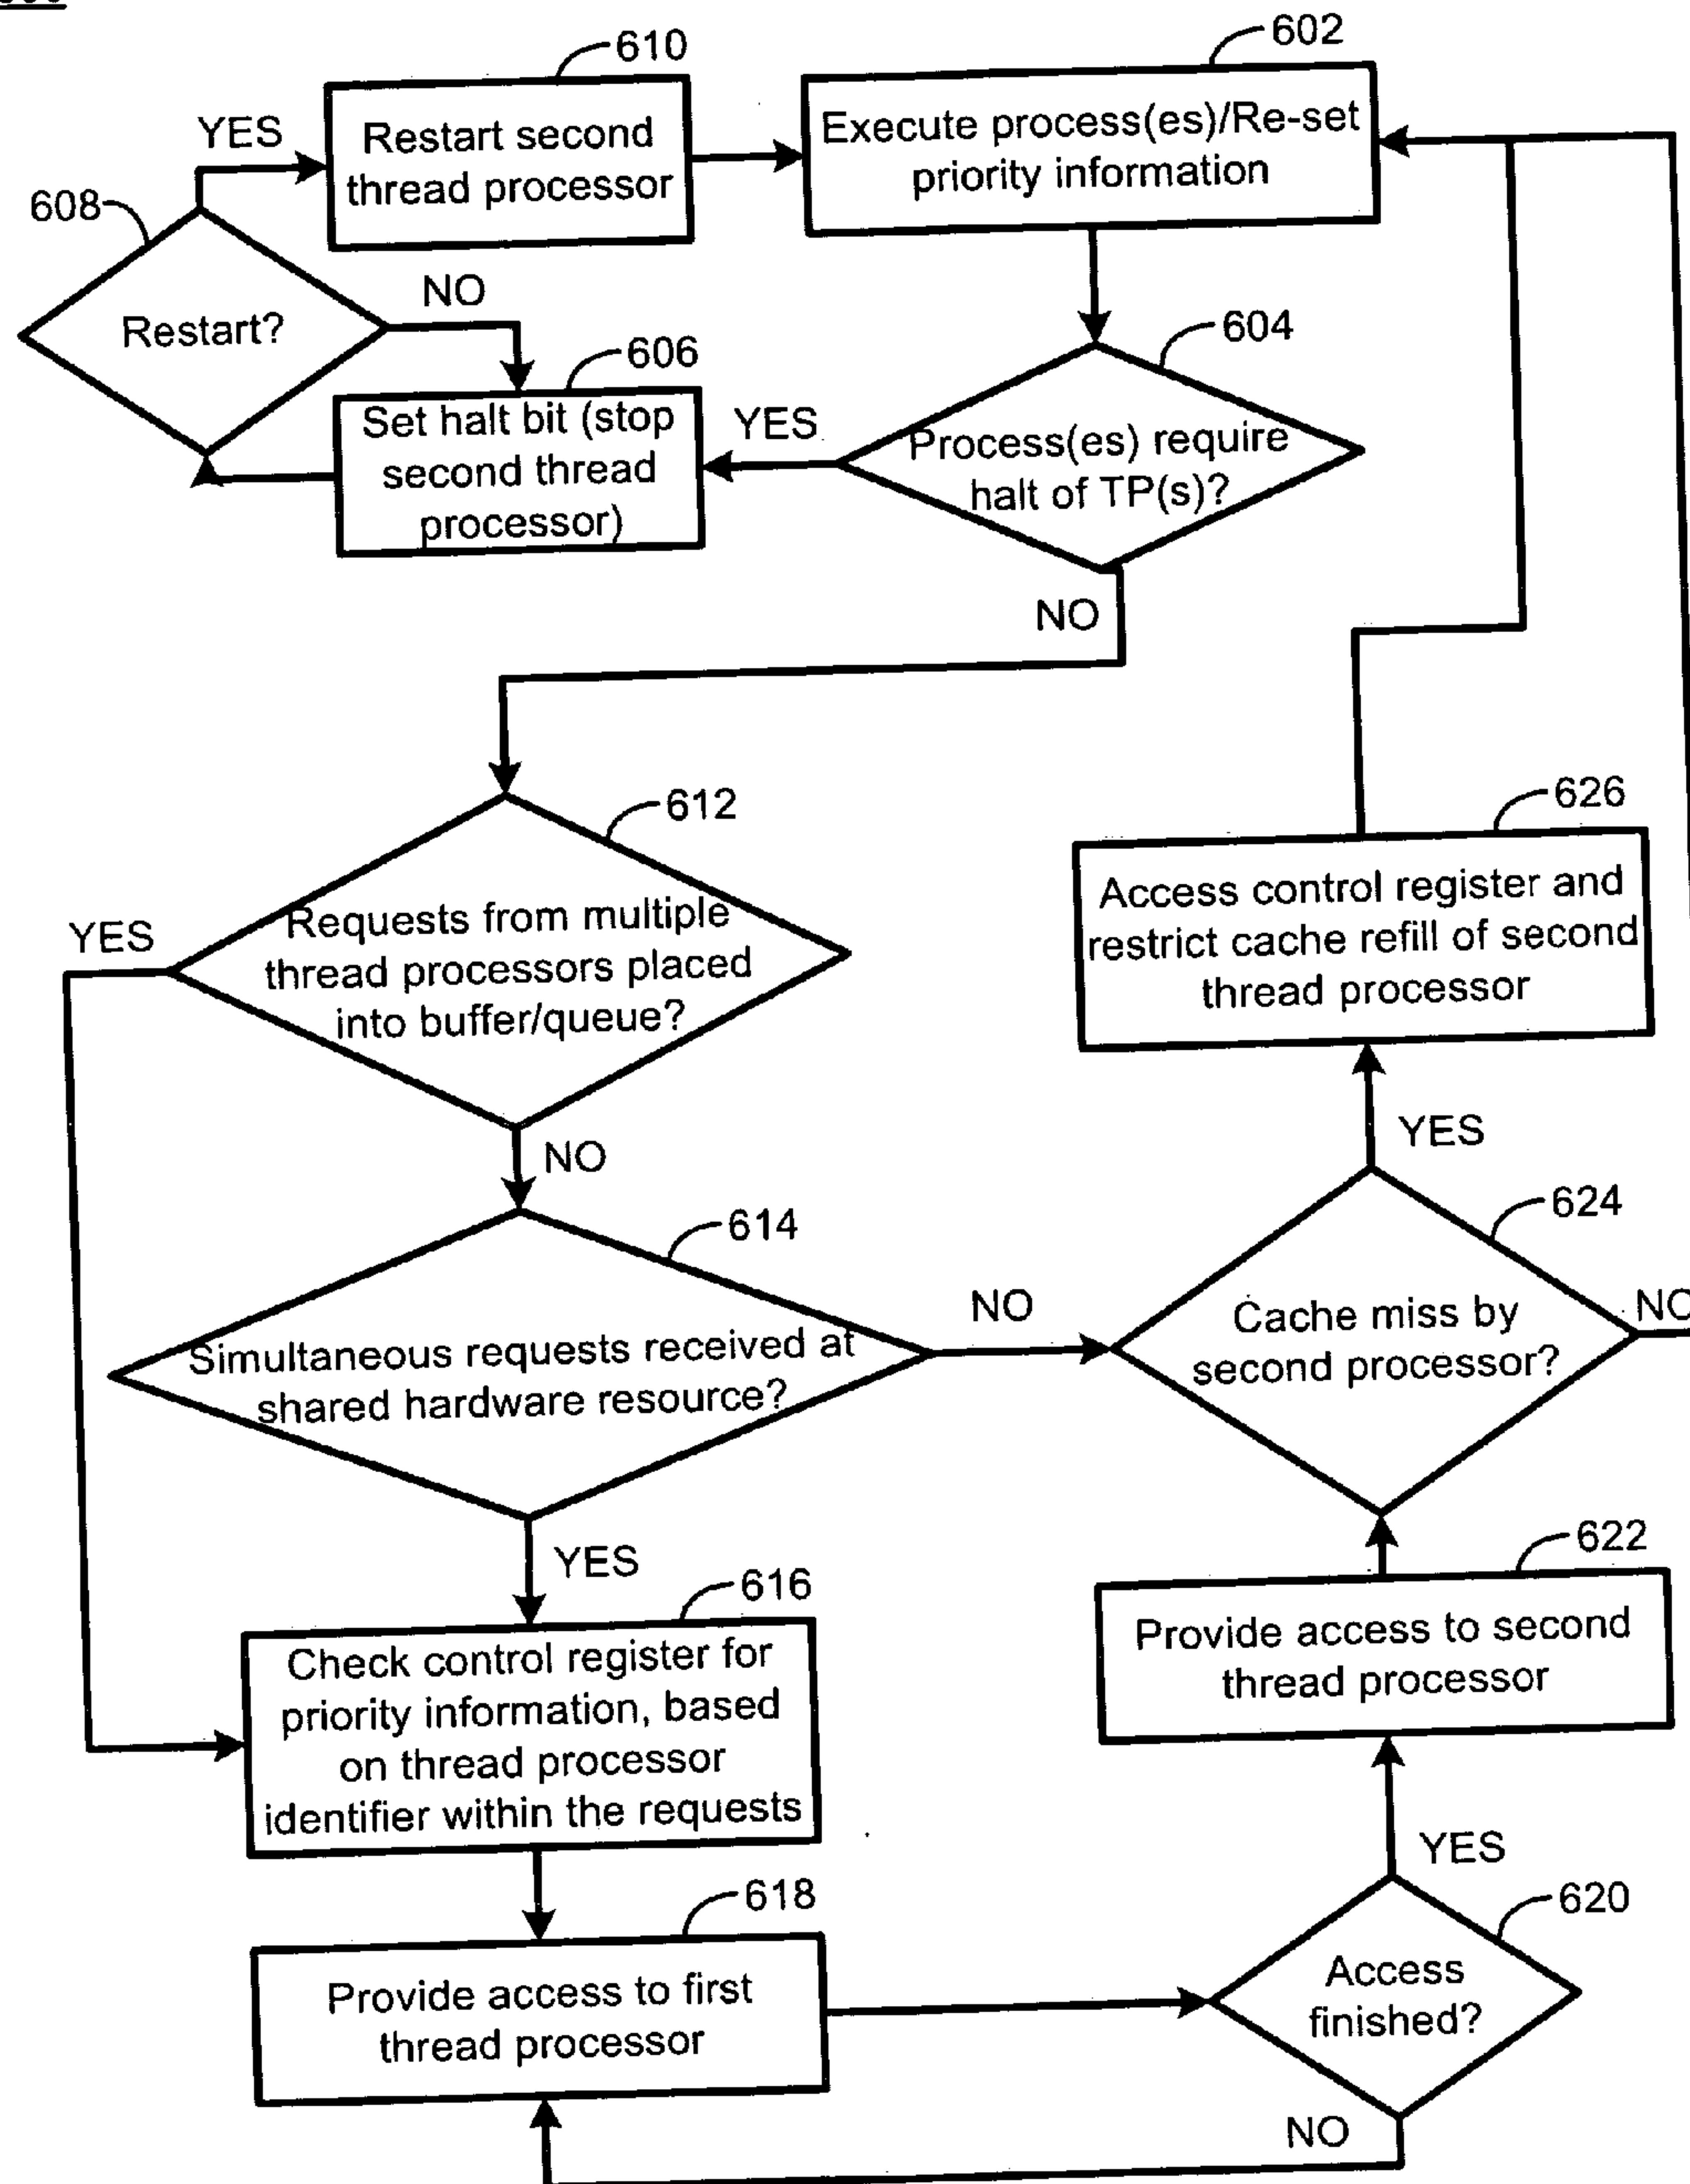 610
602
YES
Restart second
thread processor
Execute process(es)/Re-set
priority information
608
NO
Restart?
606
604
Set halt bit (stop
second thread
processor)
YES
Process(es) require
halt of TP(s)?
NO
612
626
YES
Requests from multiple
thread processors placed
into buffer/queue?
Access control register and
restrict cache refill of second
thread processor
NO
YES
614
624
Simultaneous requests received at
shared hardware resource?
NO
Cache miss by
second processor?
NO
YES
616
622
Check control register for
priority information, based
on thread processor
identifier within the requests
Provide access to second
thread processor
YES
618
620
Provide access to first
thread processor
Access
finished?
NO